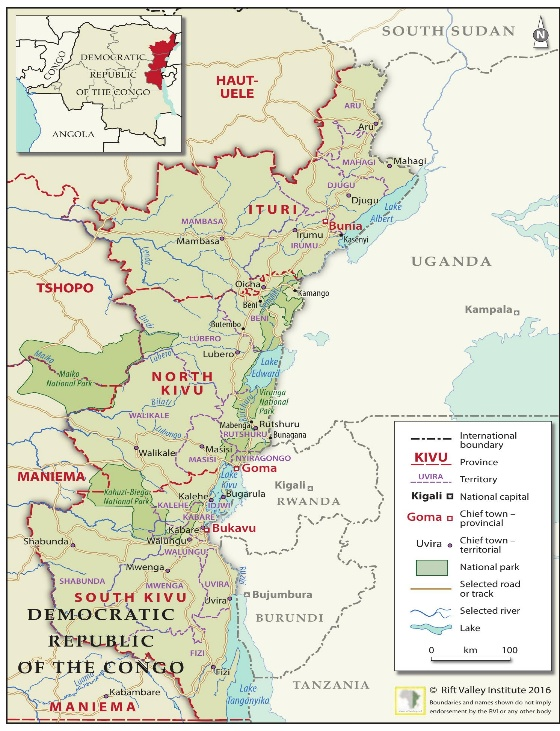 SOUTH SUDAN
N
CONGO
DEMOCRATIC
REPUBLIC
OF THE CONGO
ANGOLA
HAUT-
UELE
ARU
Aru
MAHAGI
Mahagi
DJUGU
Djugu
Lake
Albert
ITURI
MAMBASA
Mambasa
Bunia
Irumu
IRUMU
Kasenyi
UGANDA
TSHOPO
Oicha
Kamango
Beni
BENI
Kampala
Butembo
LUBERO
Lubero
Lubero
Maiko
Maiko
National Park
Lake
Edward
NORTH
KIVU
Virunga
National
Park
WALIKALE
Mabenga
Rutshuru
RUTSHURU
Bunagana
Walikale
Masisi
MASISI
NYIRAGONGO
Goma
MANIEMA
Kahuzi-Biega
National Park
Lake
Kivu
Kalehe
Bugarula
KALEHE
IDJWI
Kigali
RWANDA
KABARE
Kabare
Bukavu
Walungu
WALUNGU
Shabunda
Mwenga
SHABUNDA
MWENGA
UVIRA
SOUTH KIVU
Uvira
Bujumbura
BURUNDI
DEMOCRATIC
REPUBLIC
OF THE CONGO
FIZI
Fizi
Kabambare
MANIEMA
Lake
Tanganyika
TANZANIA
International
boundary
KIVU
Province
UVIRA
Territory
Kigali
National capital
Goma
Chief town –
provincial
Uvira
Chief town –
territorial
National park
Selected road
or track
Selected river
Lake
0 km 100
© Rift Valley Institute 2016
Boundaries and names shown do not imply
endorsement by the RVI or any other body